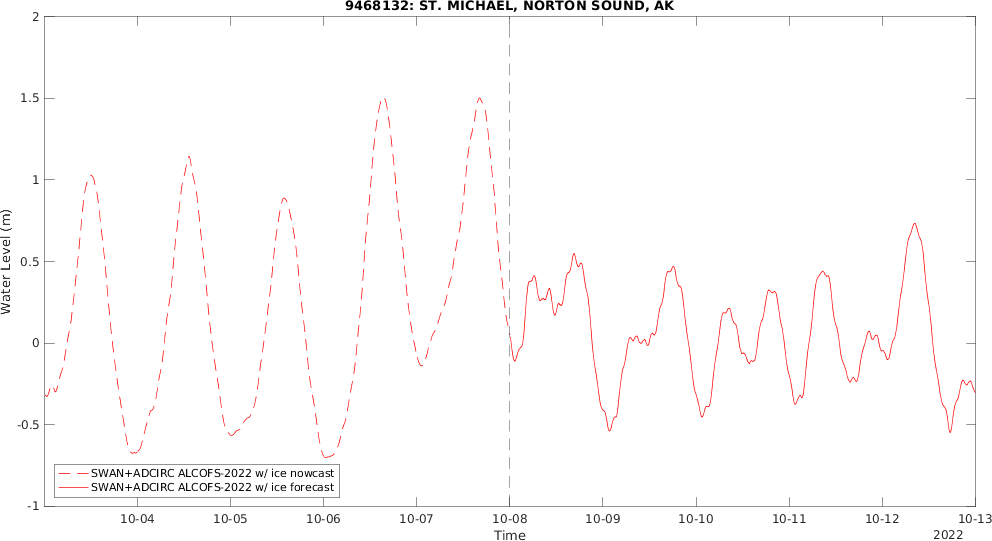 9468132: ST. MICHAEL, NORTON SOUND, AK
2
1.5
1
0.5
0
-0.5
-1
Water Level (m)
SWAN+ADCIRC ALCOFS-2022 w/ ice nowcast
SWAN+ADCIRC ALCOFS-2022 w/ ice forecast
10-04 10-05 10-06 10-07 10-08 10-09 10-10 10-11 10-12 10-13
Time
2022